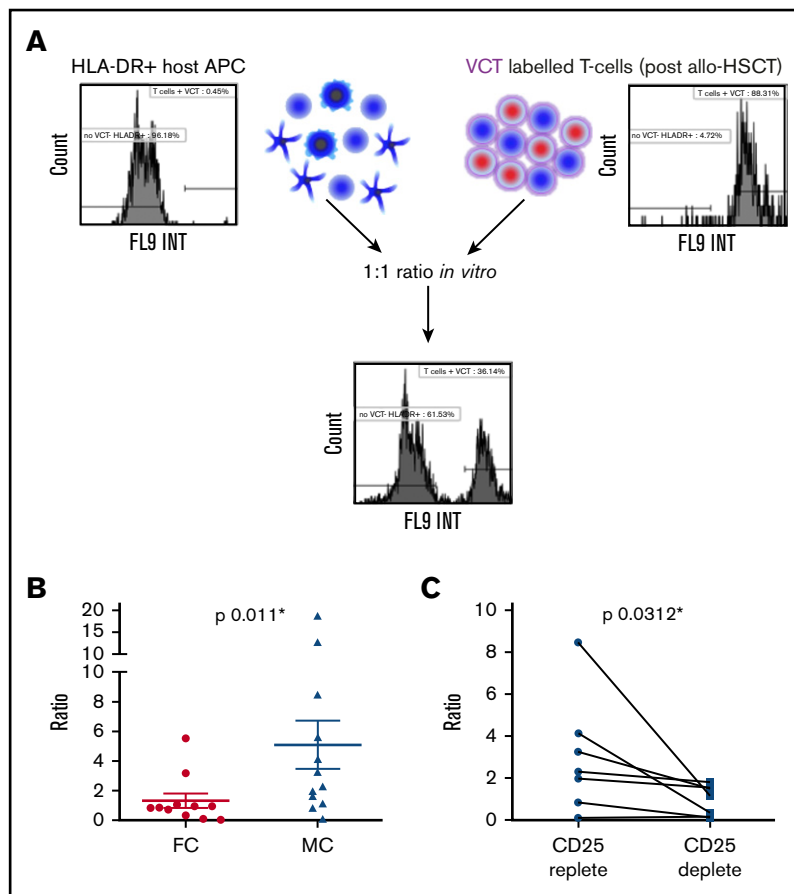 A
HLA-DR+ host APC
VCT labelled T-cells (post allo-HSCT)
T cells + VCT : 0.45%
no VCT- HLADR+ : 96.18%
Count
FL9 INT
T cells + VCT : 88.31%
no VCT- HLADR+ : 4.72%
Count
FL9 INT
1:1 ratio in vitro
T cells + VCT : 36.14%
no VCT- HLADR+ : 61.53%
Count
FL9 INT
B
p 0.011*
20
15
10
10
8
6
4
2
0
Ratio
FC
MC
C
p 0.0312*
10
8
6
4
2
0
Ratio
CD25
replete
CD25
deplete